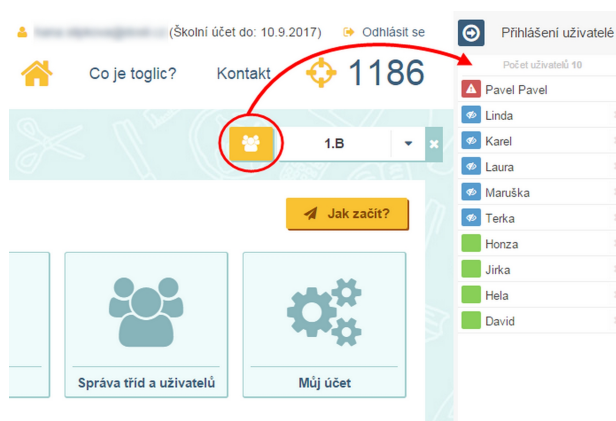 (Školní účet do: 10.9.2017) Odhlásit se
Co je toglic? Kontakt 1186
1.B
Jak začít?
Správa tříd a uživatelů
Můj účet
Přihlášení uživatelé
Počet uživatelů 10
Pavel Pavel
Linda
Karel
Laura
Maruška
Terka
Honza
Jirka
Hela
David